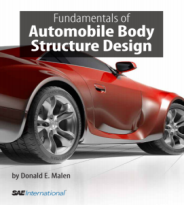 Fundamentals of
Automobile Body
Structure Design
by Donald E. Malen
SAE International